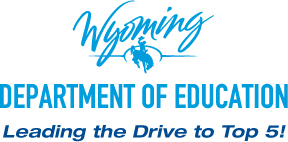 Wyoming
DEPARTMENT OF EDUCATION
Leading the Drive to Top 5!